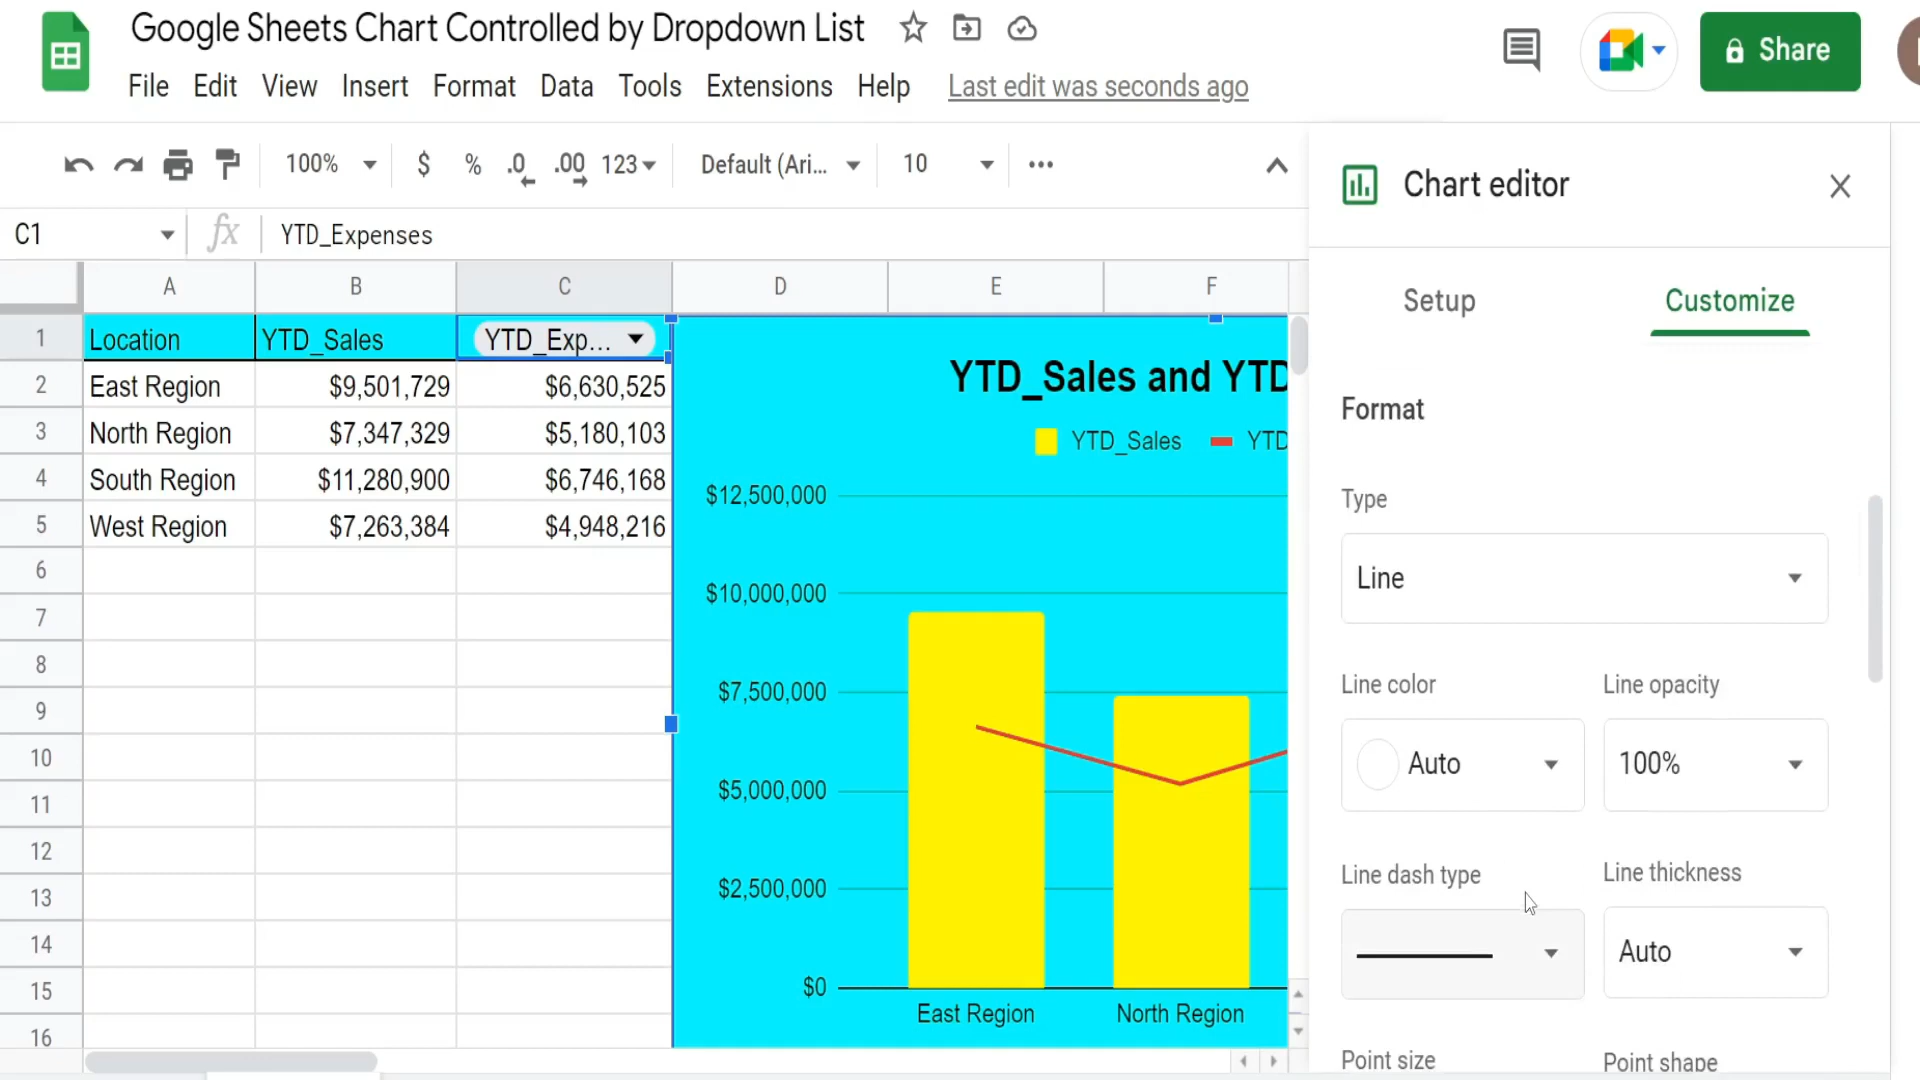 Google Sheets Chart Controlled by Dropdown List
Share
File Edit View Insert Format Data Tools Extensions Help Last edit was seconds ago
100% $ % .0 .00 123 Default (Ari... 10
C1 fx YTD_Expenses
A B C D E F
1 Location YTD_Sales YTD_Exp...
2 East Region $9,501,729 $6,630,525
3 North Region $7,347,329 $5,180,103
4 South Region $11,280,900 $6,746,168
5 West Region $7,263,384 $4,948,216
6
7
8
9
10
11
12
13
14
15
16
YTD_Sales and YTD
YTD_Sales YTD
$12,500,000
$10,000,000
$7,500,000
$5,000,000
$2,500,000
$0
East Region North Region
Chart editor
Setup Customize
Format
Type
Line
Line color Line opacity
Auto 100%
Line dash type Line thickness
Auto
Point size Point shape